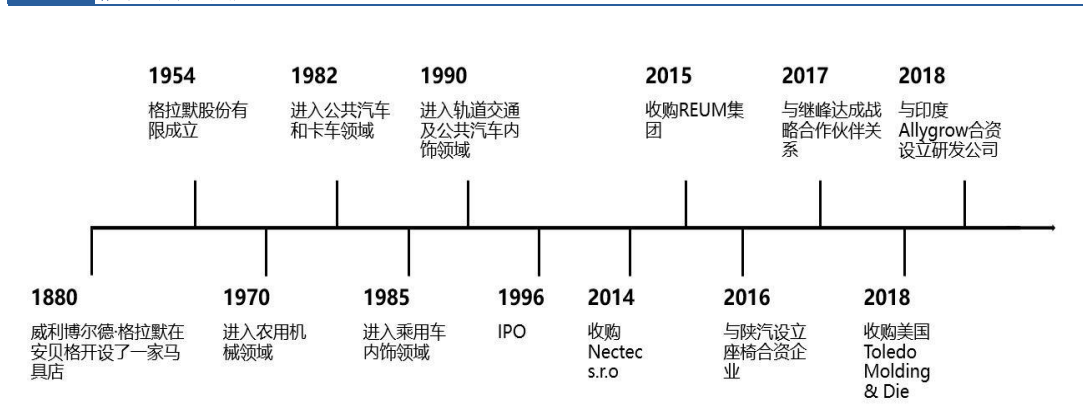 1954
格拉默股份有
限成立
1982
进入公共汽车
和卡车领域
1990
进入轨道交通
及公共汽车内
饰领域
2015
收购REUM集
团
2017
与继峰达成战
略合作伙伴关
系
2018
与印度
Allygrow合资
设立研发公司
1880
威利博尔德·格拉默在
安贝格开设了一家马
具店
1970
进入农用机
械领域
1985
进入乘用车
内饰领域
1996
IPO
2014
收购
Nectec
s.r.o
2016
与陕汽设立
座椅合资企
业
2018
收购美国
Toledo
Molding
& Die